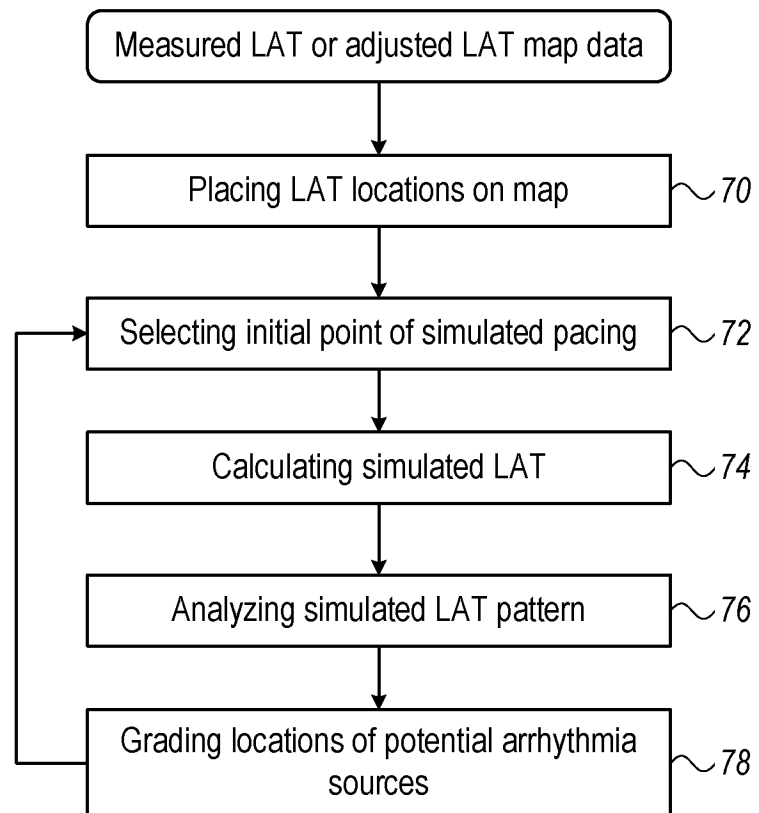 Measured LAT or adjusted LAT map data
Placing LAT locations on map
70
Selecting initial point of simulated pacing
72
Calculating simulated LAT
74
Analyzing simulated LAT pattern
76
Grading locations of potential arrhythmia
sources
78